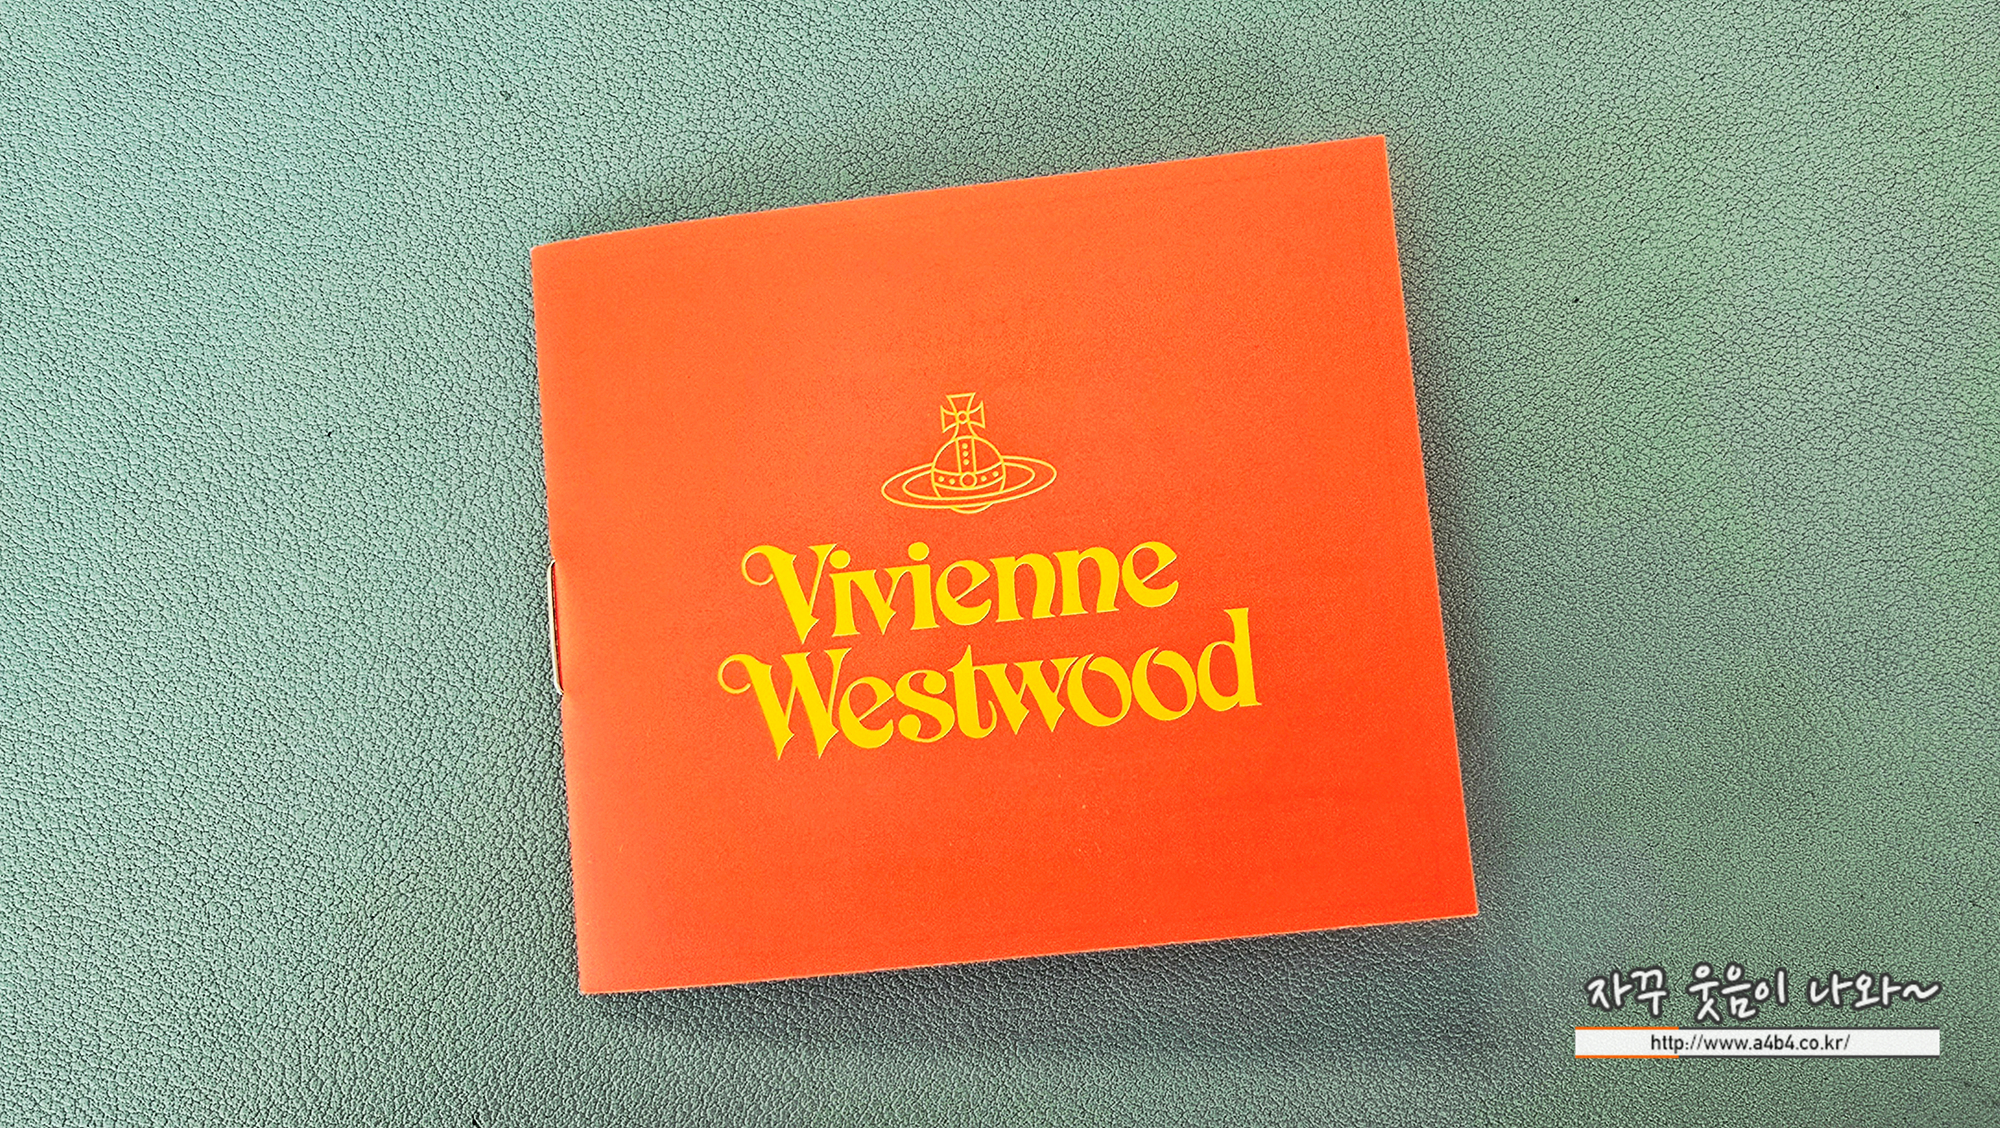 Vivienne
Westwood
자꾸 웃음이 나와~
http://www.a4b4.co.kr/